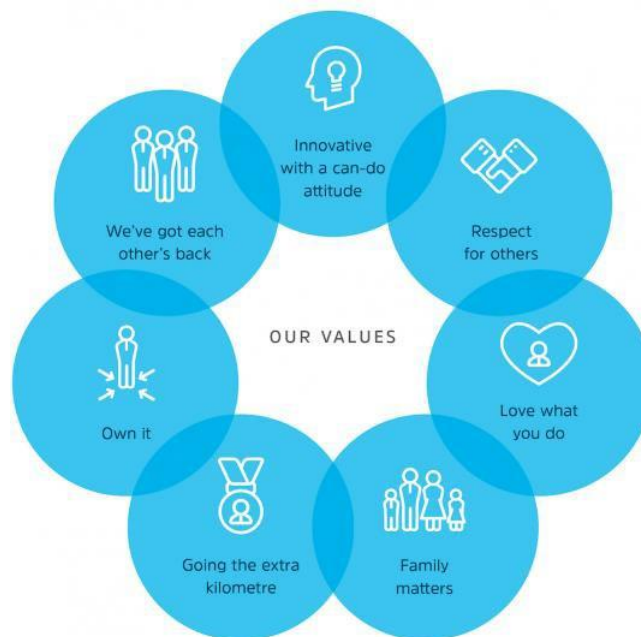 Innovative
with a can-do
attitude
Respect
for others
Love what
you do
Family
matters
Going the extra
kilometre
Own it
We've got each
other's back
OUR VALUES